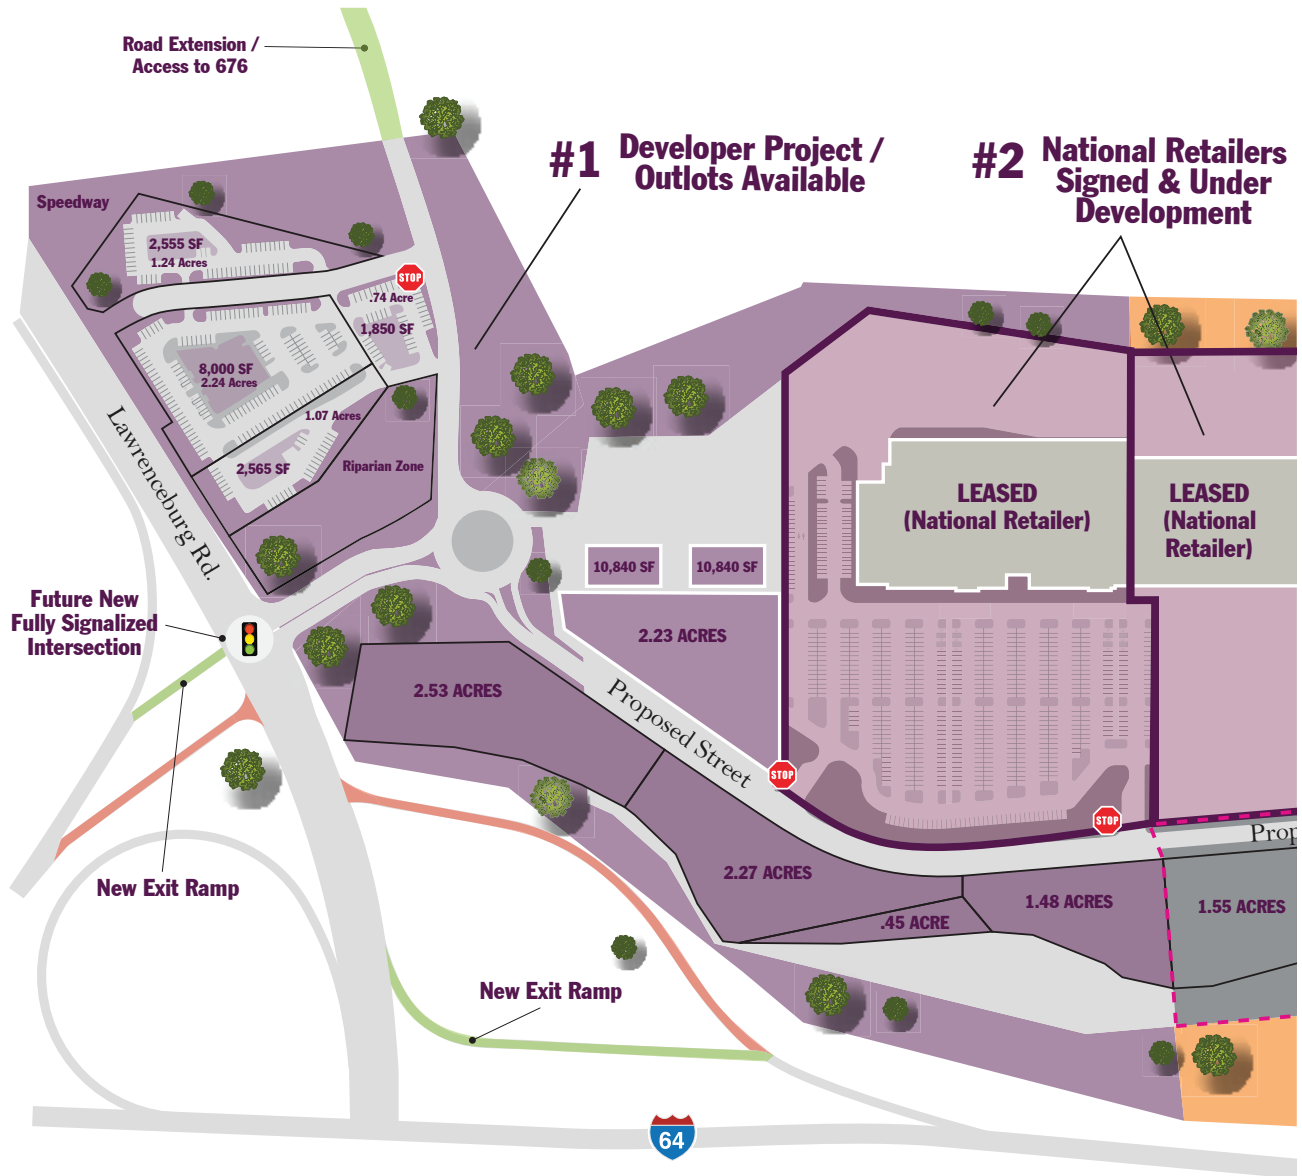 Road Extension /
Access to 676
#1
Developer Project /
Outlots Available
#2
National Retailers
Signed & Under
Development
Speedway
2,555 SF
1.24 Acres
STOP
.74 Acre
1,850 SF
8,000 SF
2.24 Acres
1.07 Acres
2,565 SF
Riparian Zone
Lawrenceburg Rd.
LEASED
(National Retailer)
LEASED
(National
Retailer)
10,840 SF
10,840 SF
Future New
Fully Signalized
Intersection
2.23 ACRES
2.53 ACRES
Proposed Street
STOP
STOP
Prop
2.27 ACRES
.45 ACRE
1.48 ACRES
1.55 ACRES
New Exit Ramp
New Exit Ramp
64